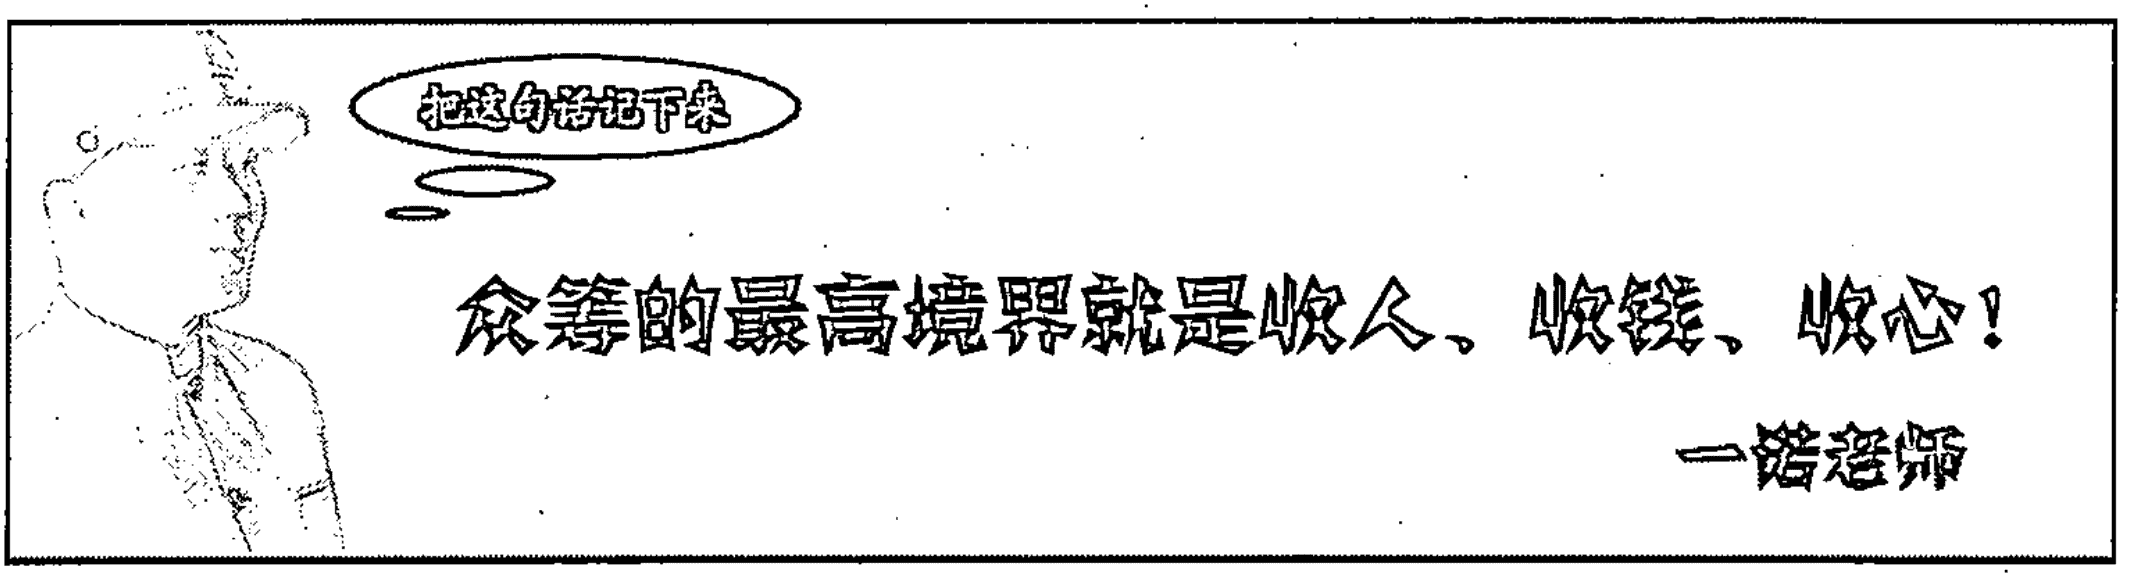 把这句话记下来
众筹的最高境界就是收人、收钱、收心!
一诺老师